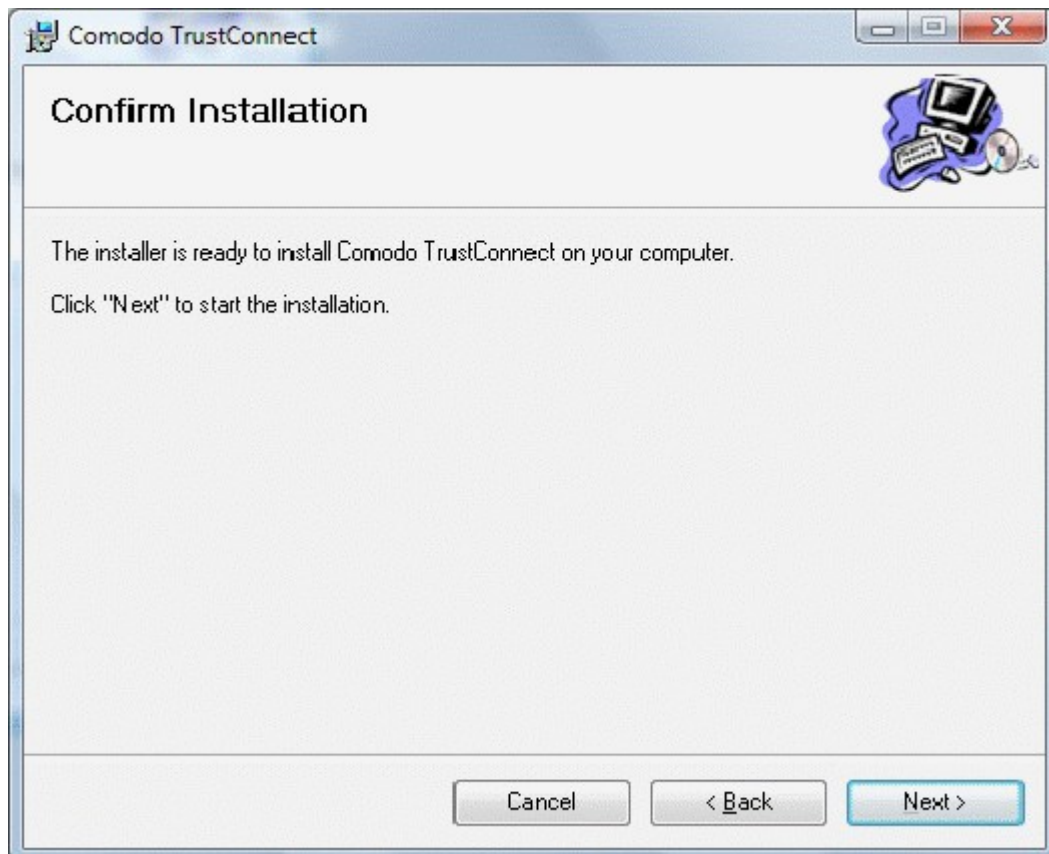 Comodo TrustConnect
Confirm Installation
The installer is ready to install Comodo TrustConnect on your computer.
Click "Next" to start the installation.
Cancel
< Back
Next >